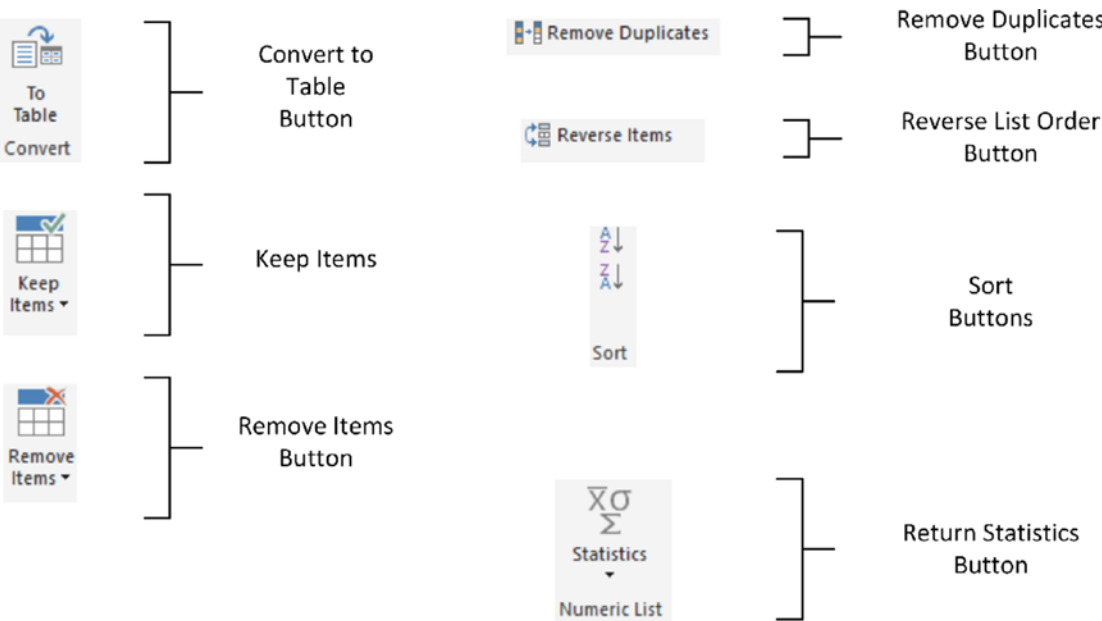 To
Table
Convert
Convert to
Table
Button
Keep
Items
Keep Items
Remove
Items
Remove Items
Button
Remove Duplicates
Remove Duplicates
Button
Reverse Items
Reverse List Order
Button
A
Z
Z
A
Sort
Sort
Buttons
X̅σ
Σ
Statistics
Numeric List
Return Statistics
Button